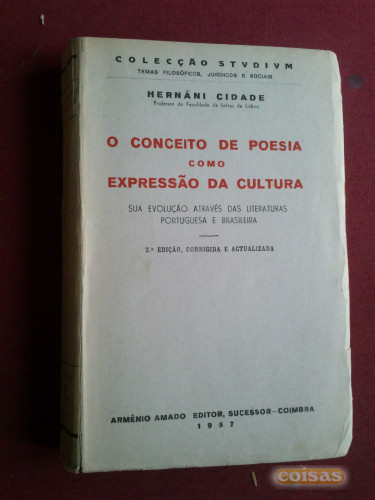 COLECÇÃO STVDIVM
TEMAS FILOSÓFICOS, JURÍDICOS E SOCIAIS
HERNÂNI CIDADE
Professor da Faculdade de Letras de Lisboa
O CONCEITO DE POESIA
COMO
EXPRESSÃO DA CULTURA
SUA EVOLUÇÃO ATRAVÉS DAS LITERATURAS
PORTUGUESA E BRASILEIRA
2.ª EDIÇÃO, CORRIGIDA E ACTUALIZADA
ARMÉNIO AMADO EDITOR, SUCESSOR—COIMBRA
1957
coisas